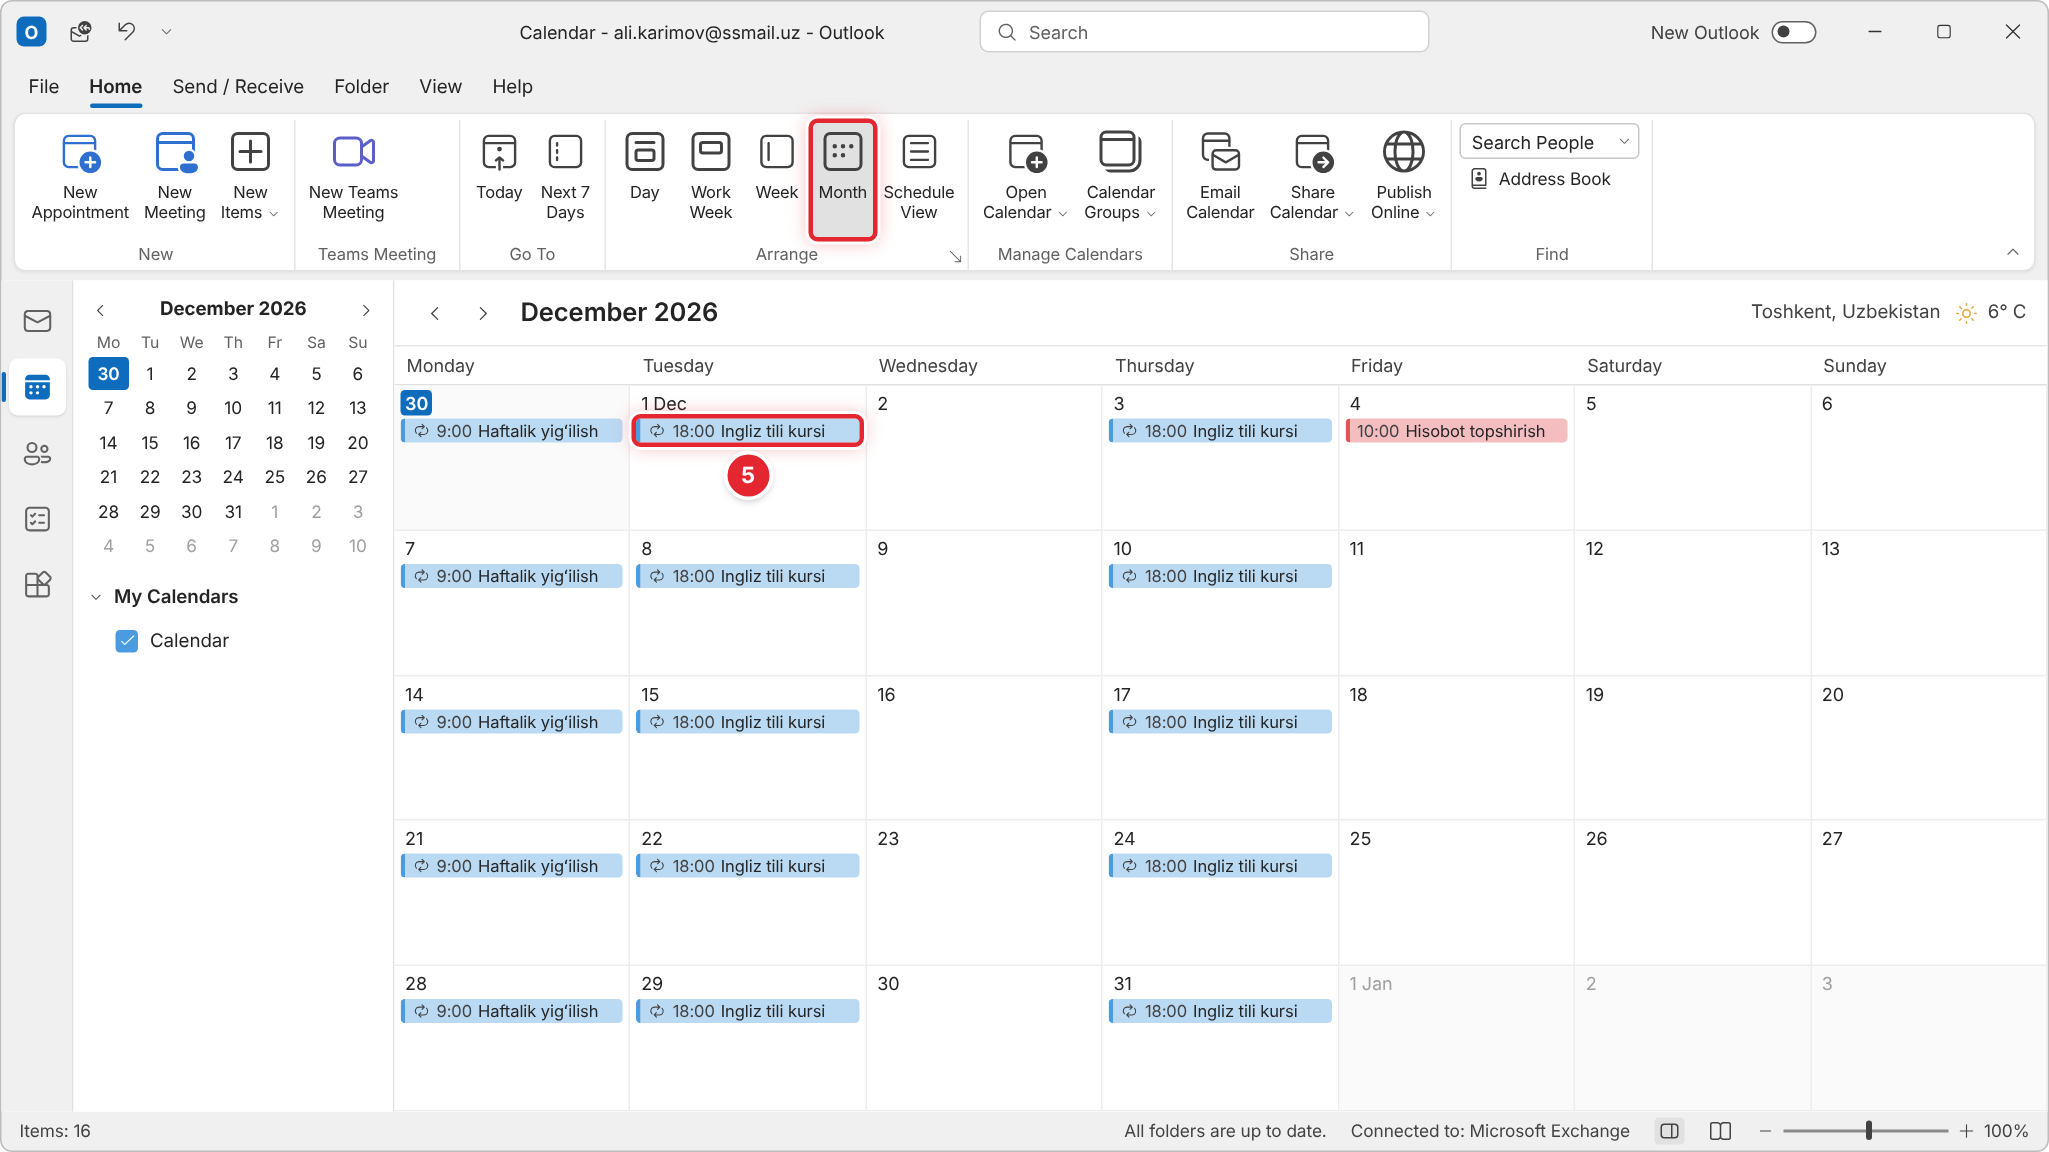 Calendar - ali.karimov@ssmail.uz - Outlook
Search
New Outlook
File Home Send / Receive Folder View Help
New Appointment
New Meeting
New Items
New
New Teams Meeting
Teams Meeting
Today
Next 7 Days
Go To
Day
Work Week
Week
Month
Schedule View
Arrange
Open Calendar
Calendar Groups
Manage Calendars
Email Calendar
Share Calendar
Publish Online
Share
Search People
Address Book
Find
December 2026
Mo Tu We Th Fr Sa Su
30 1 2 3 4 5 6
7 8 9 10 11 12 13
14 15 16 17 18 19 20
21 22 23 24 25 26 27
28 29 30 31 1 2 3
4 5 6 7 8 9 10
My Calendars
Calendar
December 2026
Toshkent, Uzbekistan 6° C
Monday Tuesday Wednesday Thursday Friday Saturday Sunday
30 1 Dec 2 3 4 5 6
9:00 Haftalik yigʻilish 18:00 Ingliz tili kursi 18:00 Ingliz tili kursi 10:00 Hisobot topshirish
5
7 8 9 10 11 12 13
9:00 Haftalik yigʻilish 18:00 Ingliz tili kursi 18:00 Ingliz tili kursi
14 15 16 17 18 19 20
9:00 Haftalik yigʻilish 18:00 Ingliz tili kursi 18:00 Ingliz tili kursi
21 22 23 24 25 26 27
9:00 Haftalik yigʻilish 18:00 Ingliz tili kursi 18:00 Ingliz tili kursi
28 29 30 31 1 Jan 2 3
9:00 Haftalik yigʻilish 18:00 Ingliz tili kursi 18:00 Ingliz tili kursi
Items: 16
All folders are up to date. Connected to: Microsoft Exchange 100%